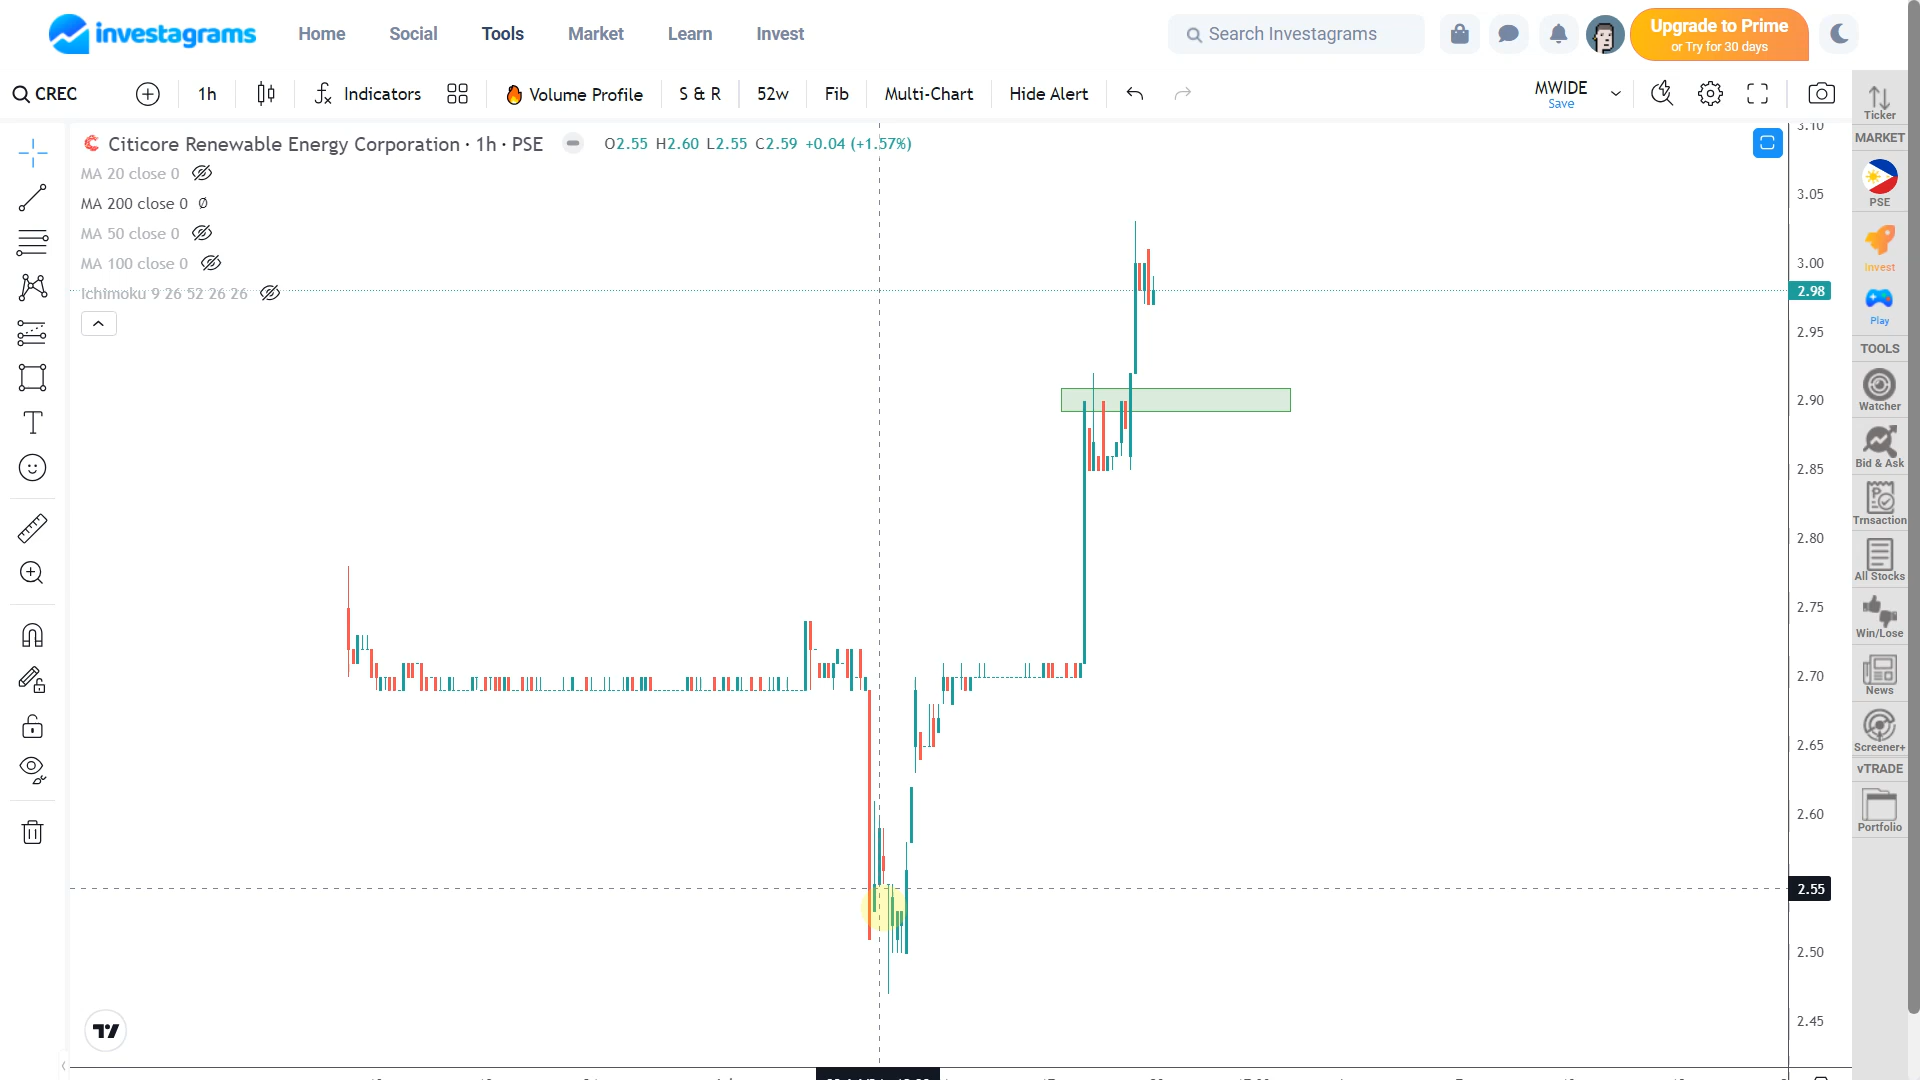 investagrams Home Social Tools Market Learn Invest Search Investagrams Upgrade to Prime
or Try for 30 days
CREC 1h Indicators Volume Profile S & R 52w Fib Multi-Chart Hide Alert MWIDE
Save
Ticker
MARKET
PSE
Invest
Play
TOOLS
Watcher
Bid & Ask
Trnsaction
All Stocks
Win/Lose
News
Screener+
vTRADE
Portfolio
Citicore Renewable Energy Corporation · 1h · PSE O2.55 H2.60 L2.55 C2.59 +0.04 (+1.57%)
MA 20 close 0
MA 200 close 0
MA 50 close 0
MA 100 close 0
Ichimoku 9 26 52 26 26
3.10
3.05
3.00
2.98
2.95
2.90
2.85
2.80
2.75
2.70
2.65
2.60
2.55
2.50
2.45